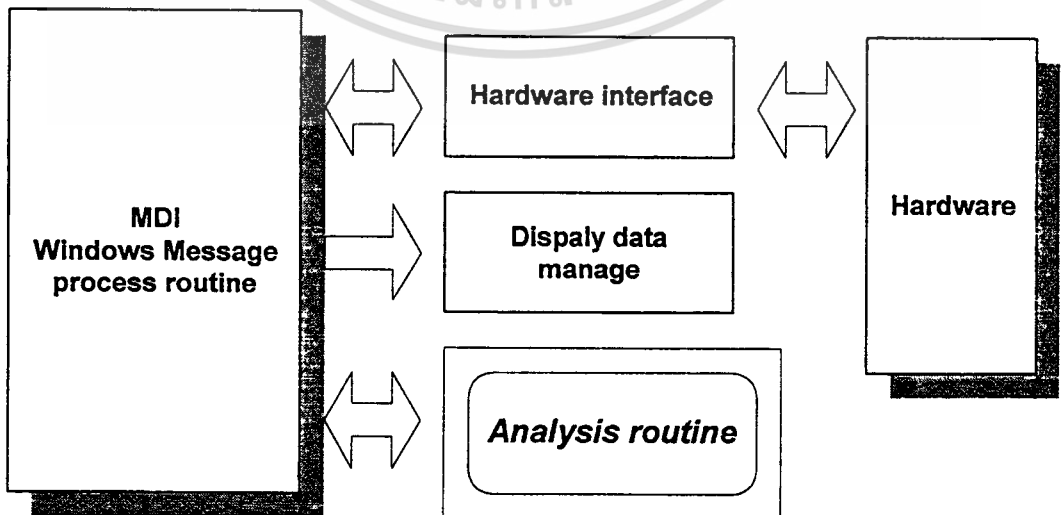 Hardware interface
MDI
Windows Message
process routine
Dispaly data
manage
Hardware
Analysis routine